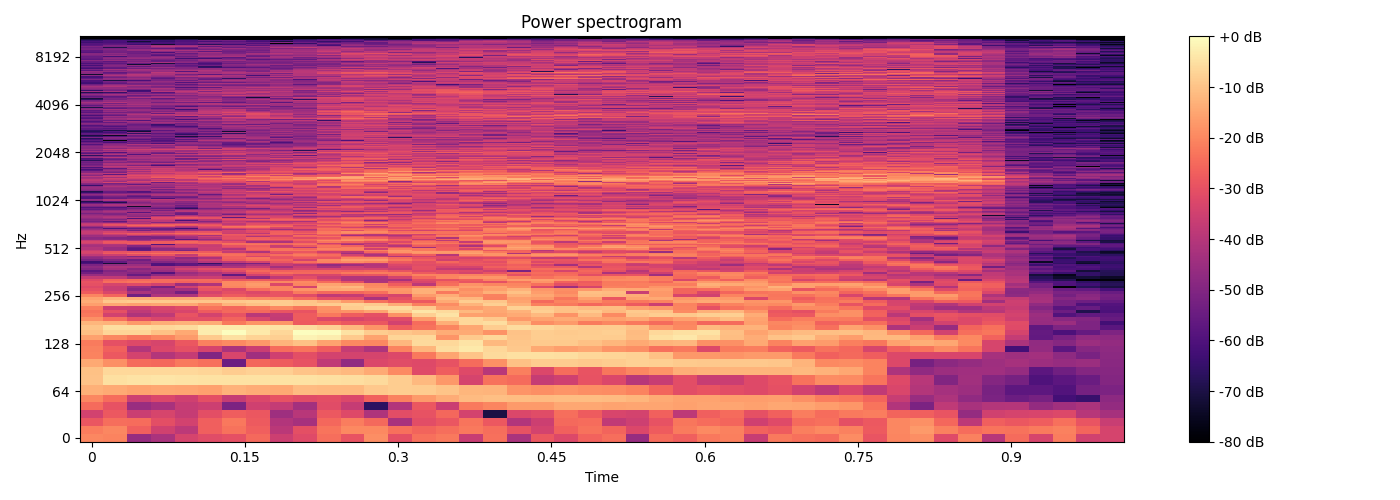 Power spectrogram
Hz
8192
4096
2048
1024
512
256
128
64
0
0 0.15 0.3 0.45 0.6 0.75 0.9
Time
+0 dB
-10 dB
-20 dB
-30 dB
-40 dB
-50 dB
-60 dB
-70 dB
-80 dB